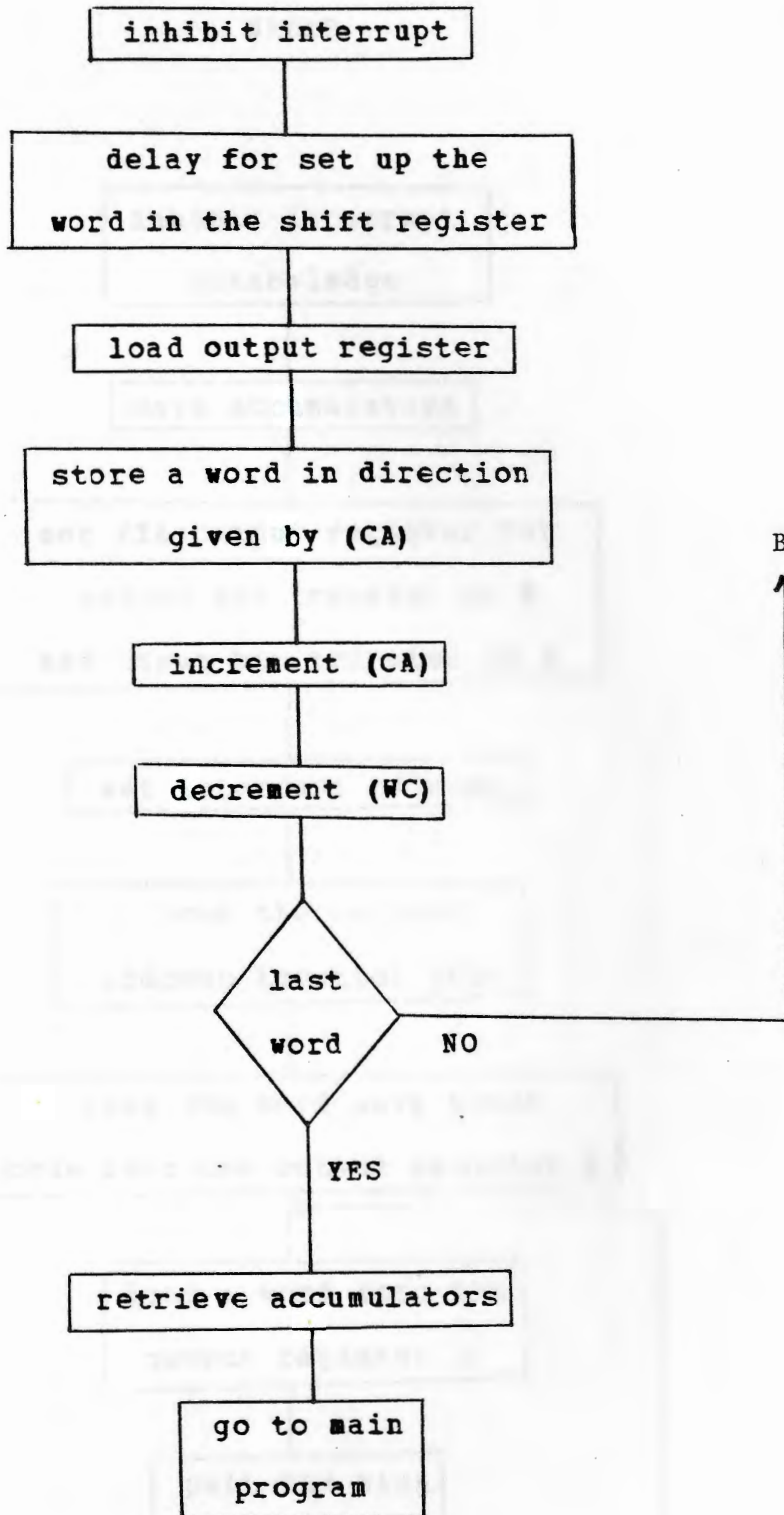 inhibit interrupt
delay for set up the
word in the shift register
load output register
store a word in direction
given by (CA)
B
increment (CA)
decrement (WC)
last
word
NO
YES
retrieve accumulators
go to main
program